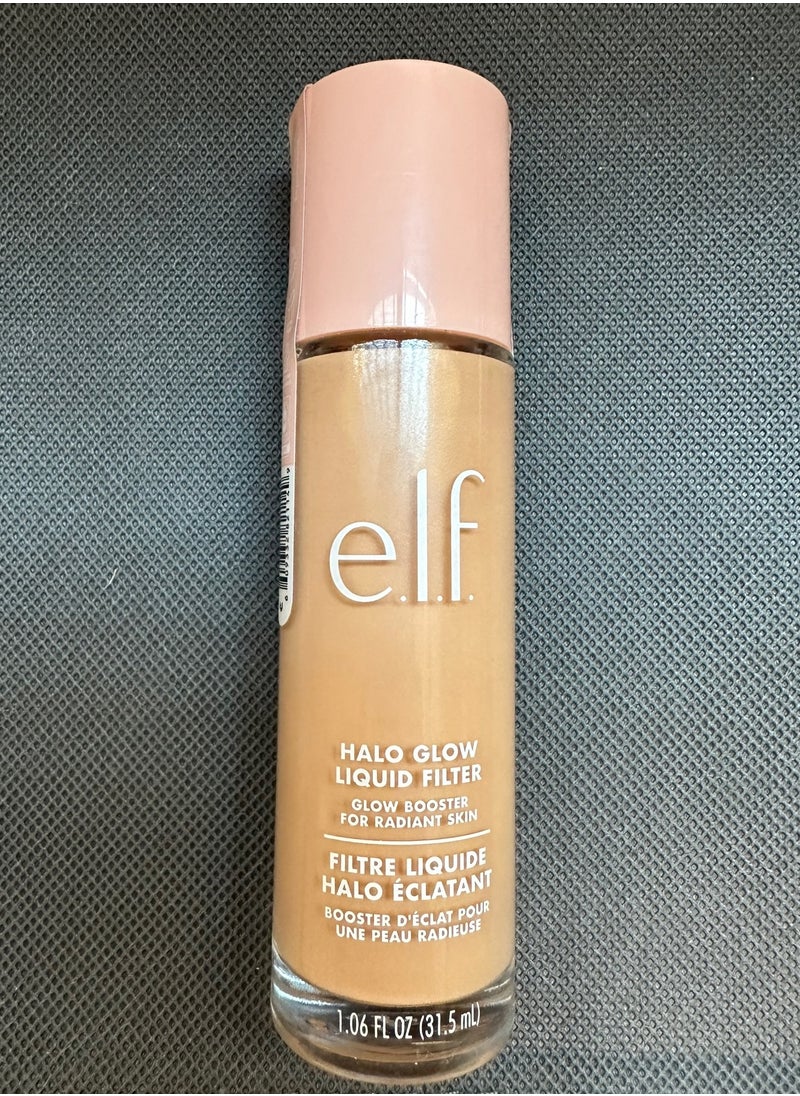 e.l.f.
HALO GLOW
LIQUID FILTER
GLOW BOOSTER
FOR RADIANT SKIN
FILTRE LIQUIDE
HALO ÉCLATANT
BOOSTER D'ÉCLAT POUR
UNE PEAU RADIEUSE
1.06 FL OZ (31.5 mL)